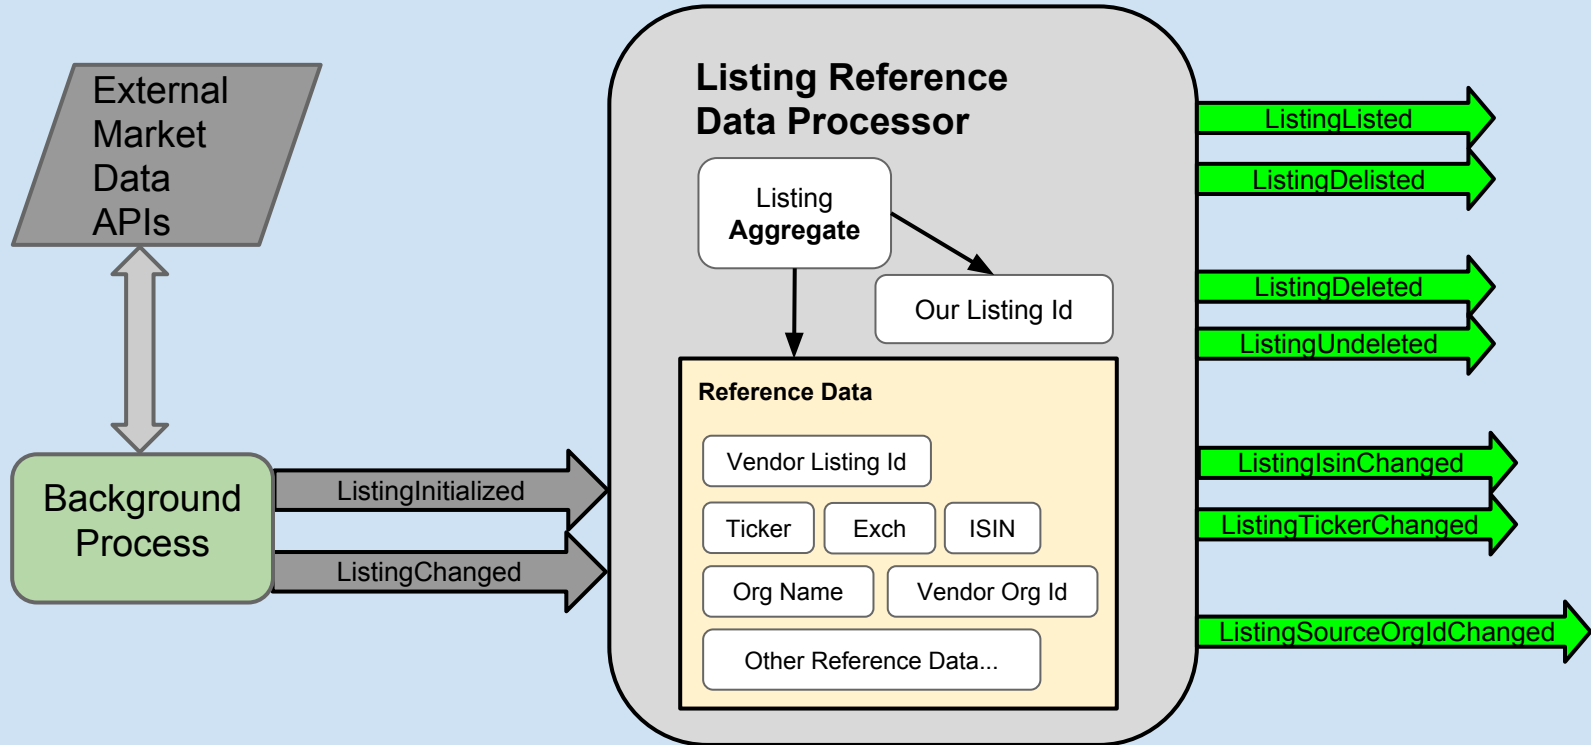 External
Market
Data
APIs
Background
Process
ListingInitialized
ListingChanged
Listing Reference
Data Processor
Listing
Aggregate
Our Listing Id
Reference Data
Vendor Listing Id
Ticker
Exch
ISIN
Org Name
Vendor Org Id
Other Reference Data...
ListingListed
ListingDelisted
ListingDeleted
ListingUndeleted
ListingIsinChanged
ListingTickerChanged
ListingSourceOrgIdChanged